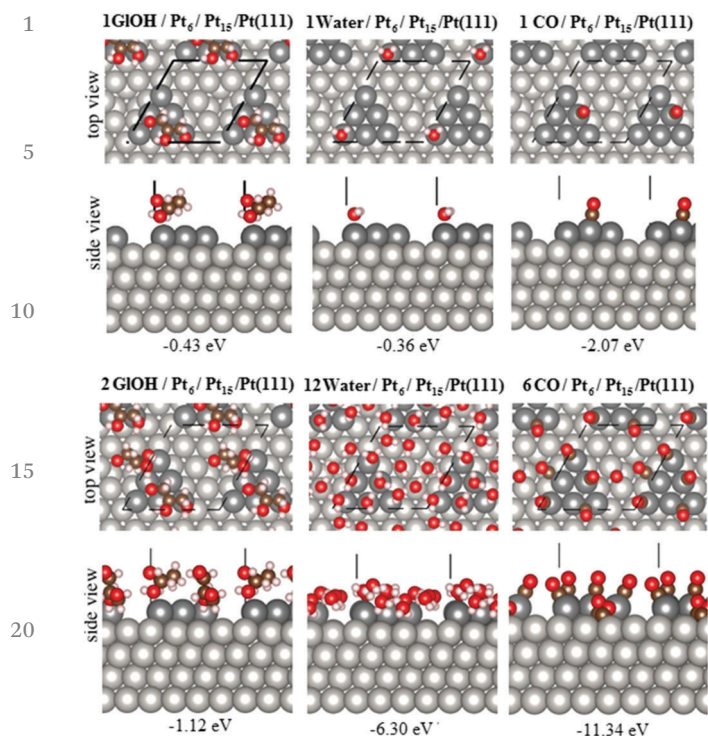 1
1GlOH / Pt6/ Pt15/Pt(111)
1Water/ Pt6/ Pt15/Pt(111)
1 CO/ Pt6/ Pt15/Pt(111)
top view
5
side view
10
-0.43 eV
-0.36 eV
-2.07 eV
2 GlOH / Pt6/ Pt15/Pt(111)
12Water/ Pt6/ Pt15/Pt(111)
6 CO / Pt6/ Pt15/Pt(111)
top view
15
side view
20
-1.12 eV
-6.30 eV
-11.34 eV